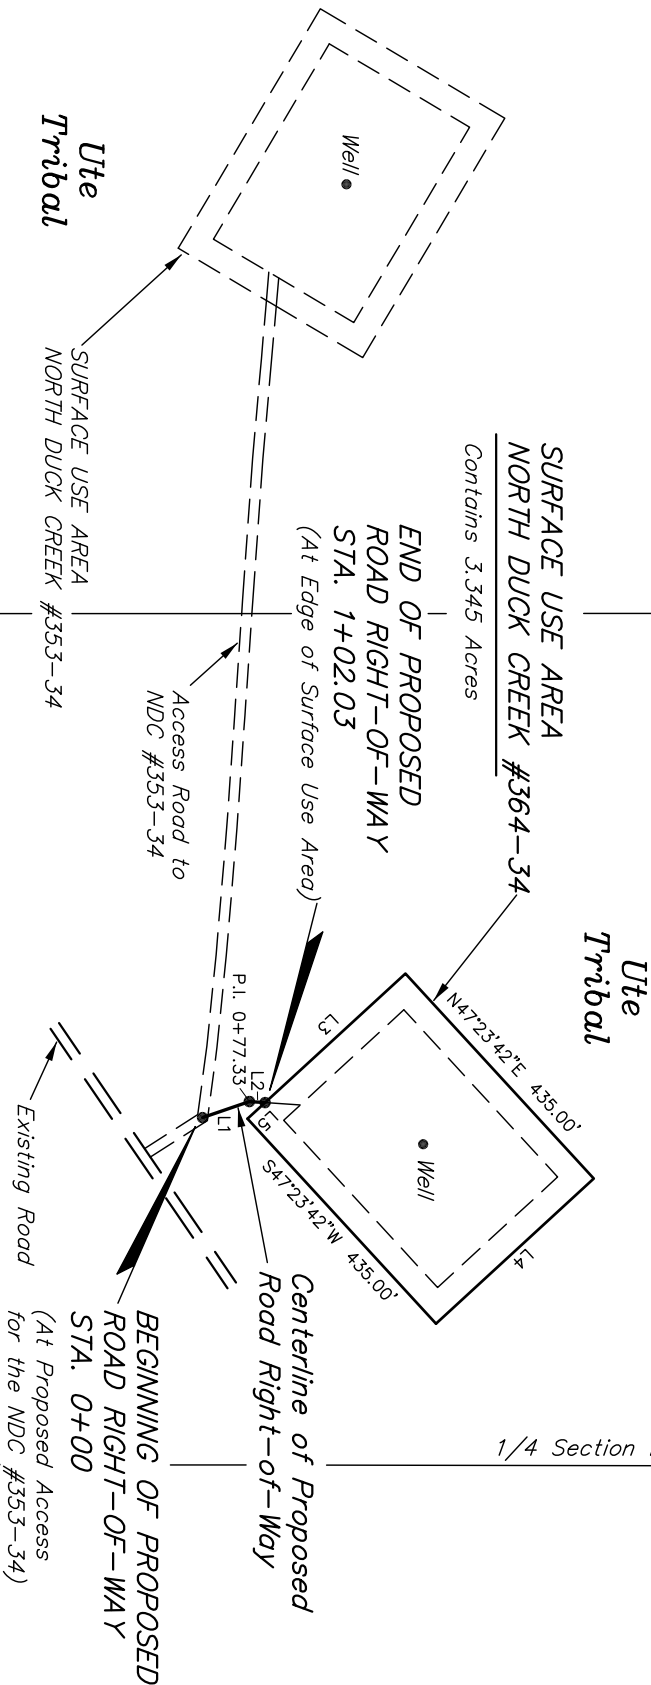 Ute
Tribal
Well
SURFACE USE AREA
NORTH DUCK CREEK #353-34
SURFACE USE AREA
NORTH DUCK CREEK #364-34
Contains 3.345 Acres
END OF PROPOSED
ROAD RIGHT-OF-WAY
STA. 1+02.03
(At Edge of Surface Use Area)
Access Road to
NDC #353-34
Ute
Tribal
N47°23'42"E 435.00'
L3
Well
L4
S47°23'42"W 435.00'
L5
L2
P.I. 0+77.33
L1
Existing Road
Centerline of Proposed
Road Right-of-Way
BEGINNING OF PROPOSED
ROAD RIGHT-OF-WAY
STA. 0+00
(At Proposed Access
for the NDC #353-34)
1/4 Section